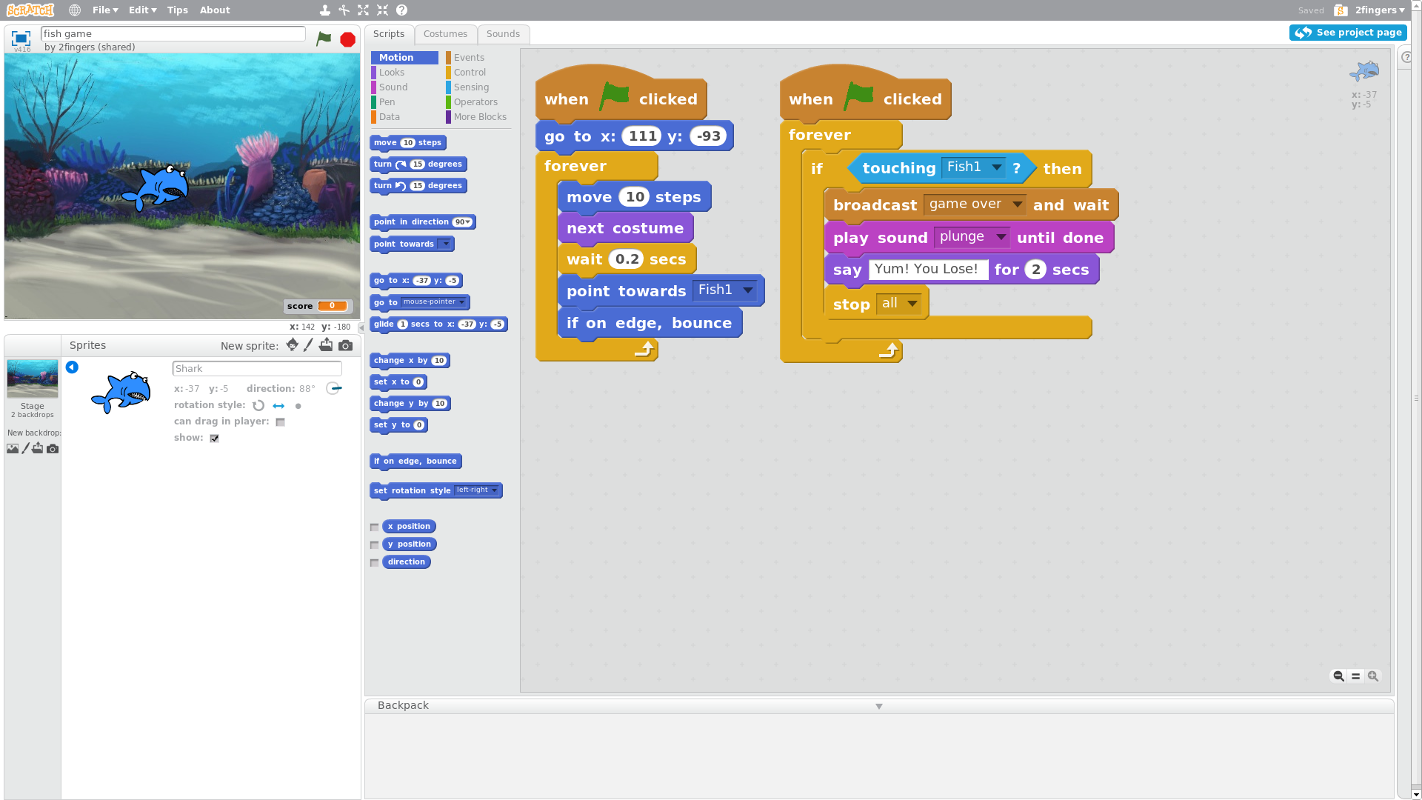 SCRATCH File Edit Tips About Saved 2fingers
fish game
by 2fingers (shared)
v416
score 0
x: 142 y: -180
Sprites New sprite:
Stage
2 backdrops
New backdrop:
Shark
x: -37 y: -5 direction: 88°
rotation style:
can drag in player:
show:
Scripts Costumes Sounds
See project page
Motion Events
Looks Control
Sound Sensing
Pen Operators
Data More Blocks
move 10 steps
turn 15 degrees
turn 15 degrees
point in direction 90
point towards
go to x: -37 y: -5
go to mouse-pointer
glide 1 secs to x: -37 y: -5
change x by 10
set x to 0
change y by 10
set y to 0
if on edge, bounce
set rotation style left-right
x position
y position
direction
when clicked
go to x: 111 y: -93
forever
move 10 steps
next costume
wait 0.2 secs
point towards Fish1
if on edge, bounce
when clicked
forever
if touching Fish1 ? then
broadcast game over and wait
play sound plunge until done
say Yum! You Lose! for 2 secs
stop all
x: -37
y: -5
Backpack